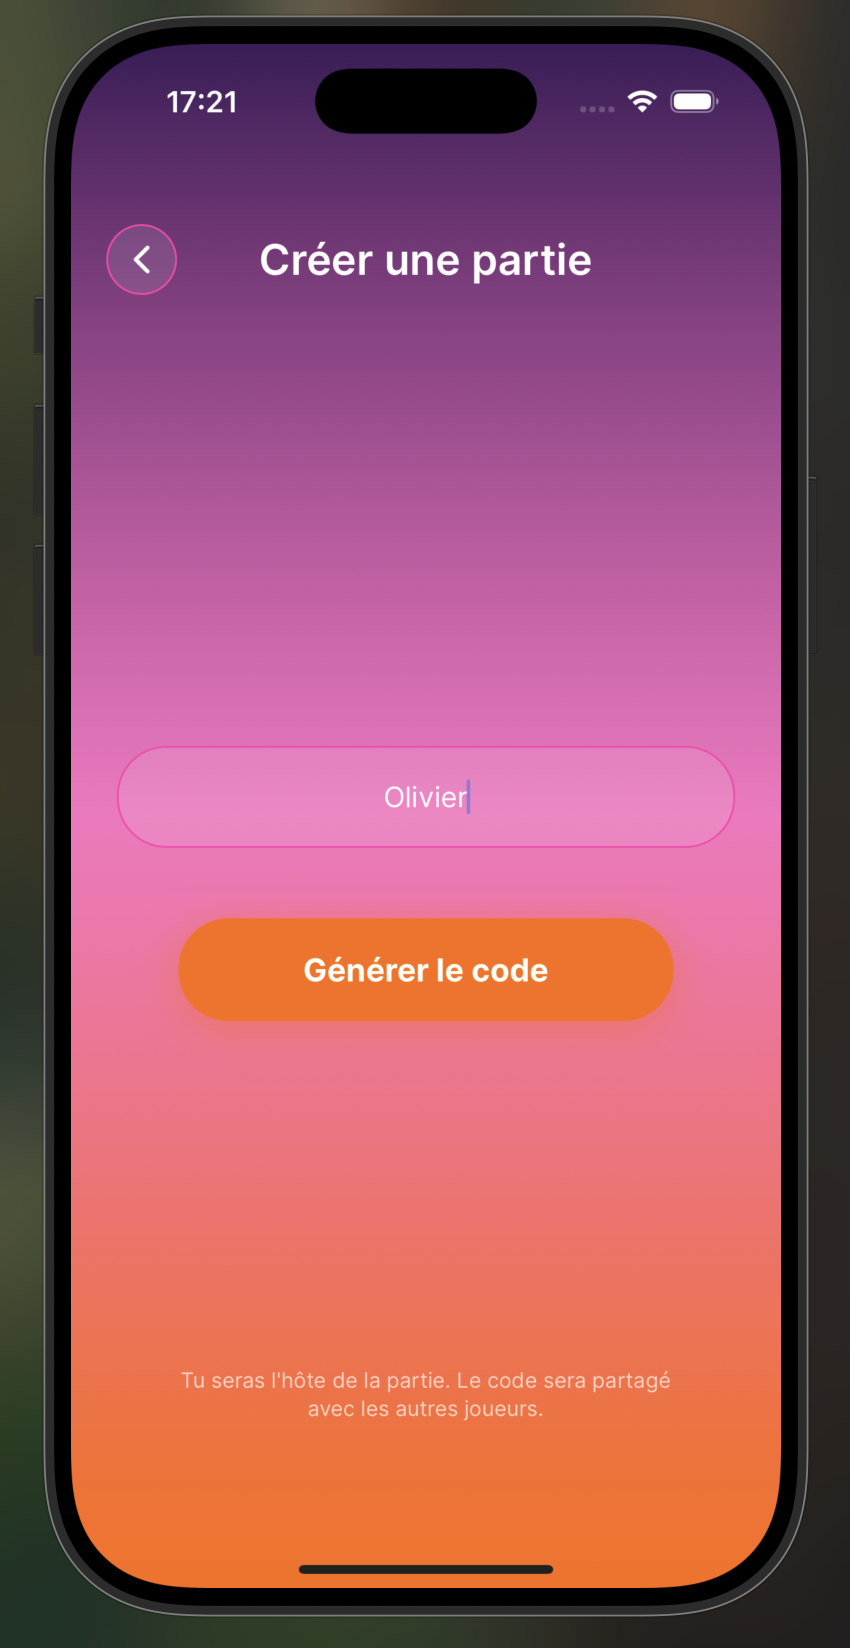 17:21
Créer une partie
Olivier
Générer le code
Tu seras l'hôte de la partie. Le code sera partagé
avec les autres joueurs.